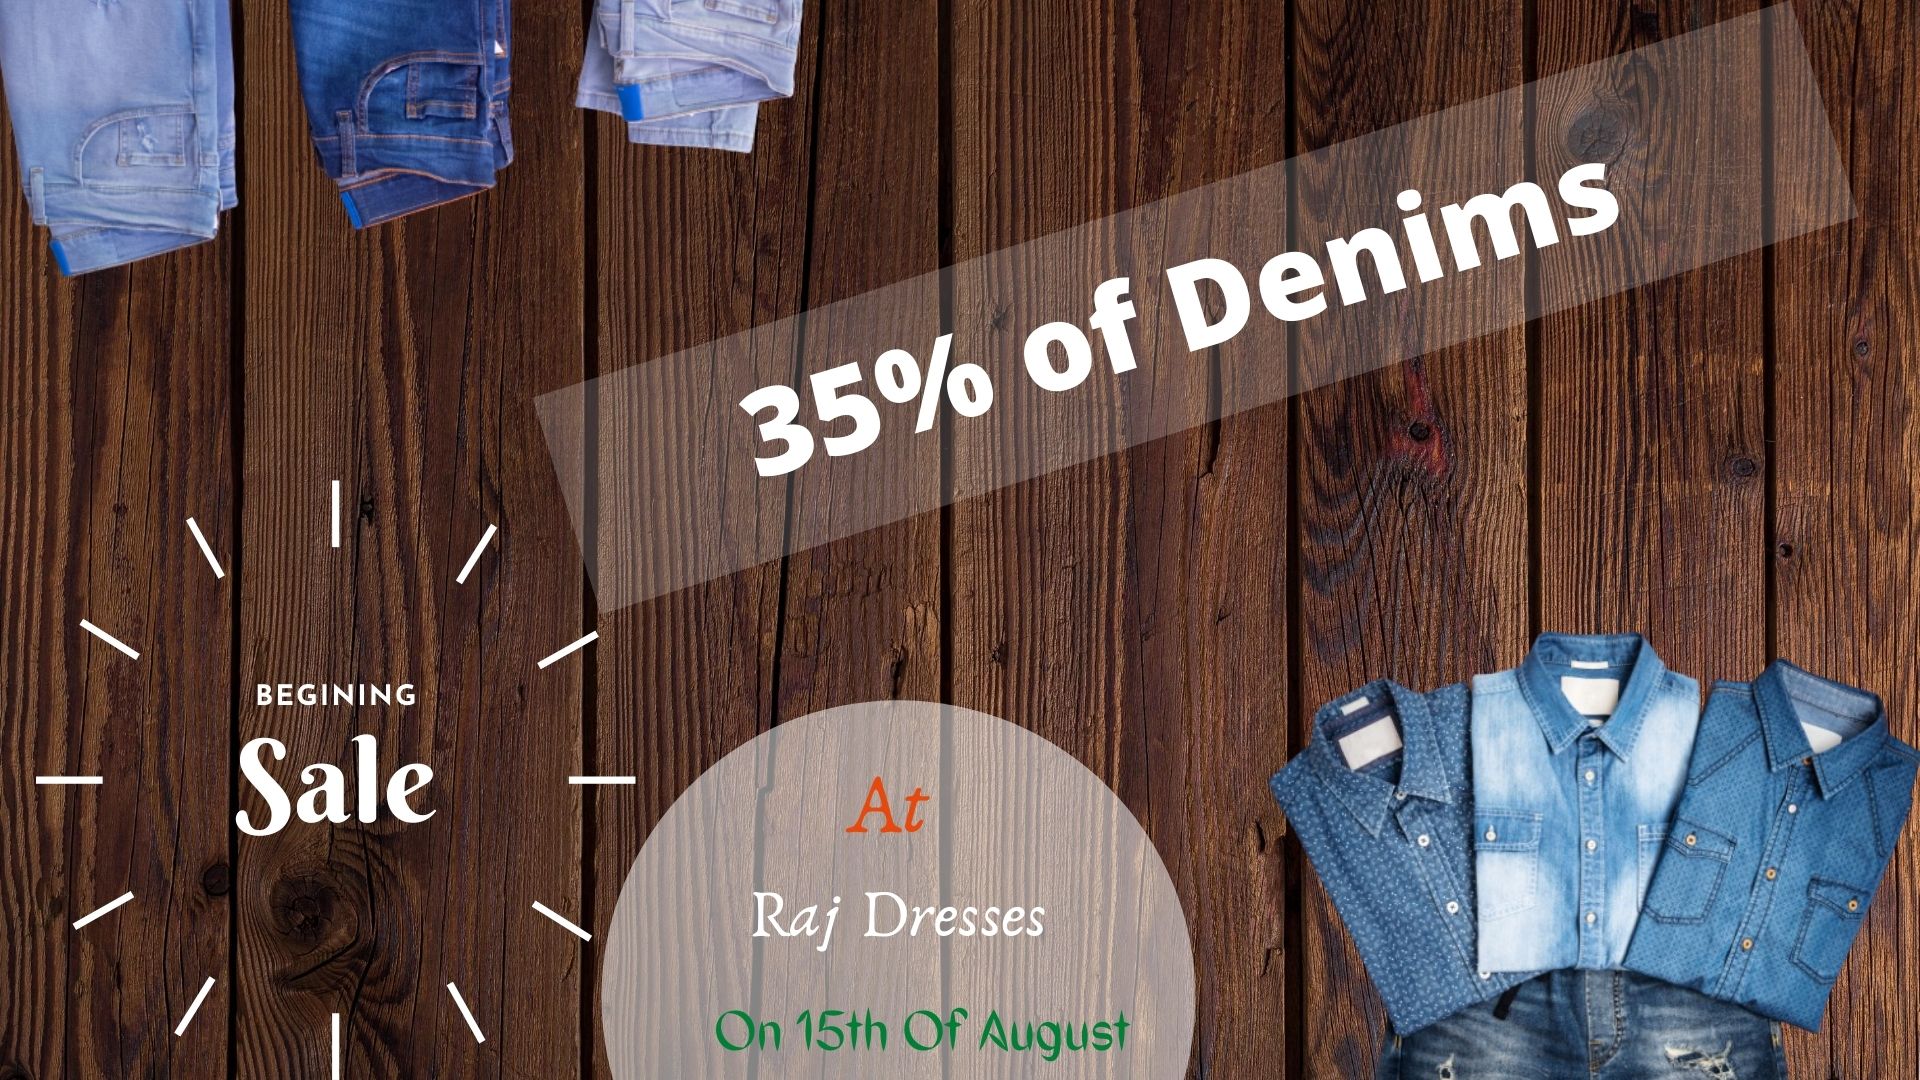 35% of Denims
BEGINING
Sale
At
Raj Dresses
On 15th Of August